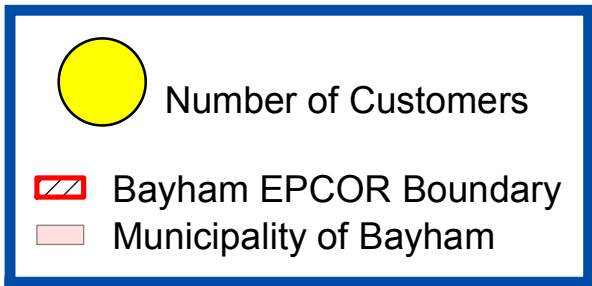 Number of Customers
Bayham EPCOR Boundary
Municipality of Bayham